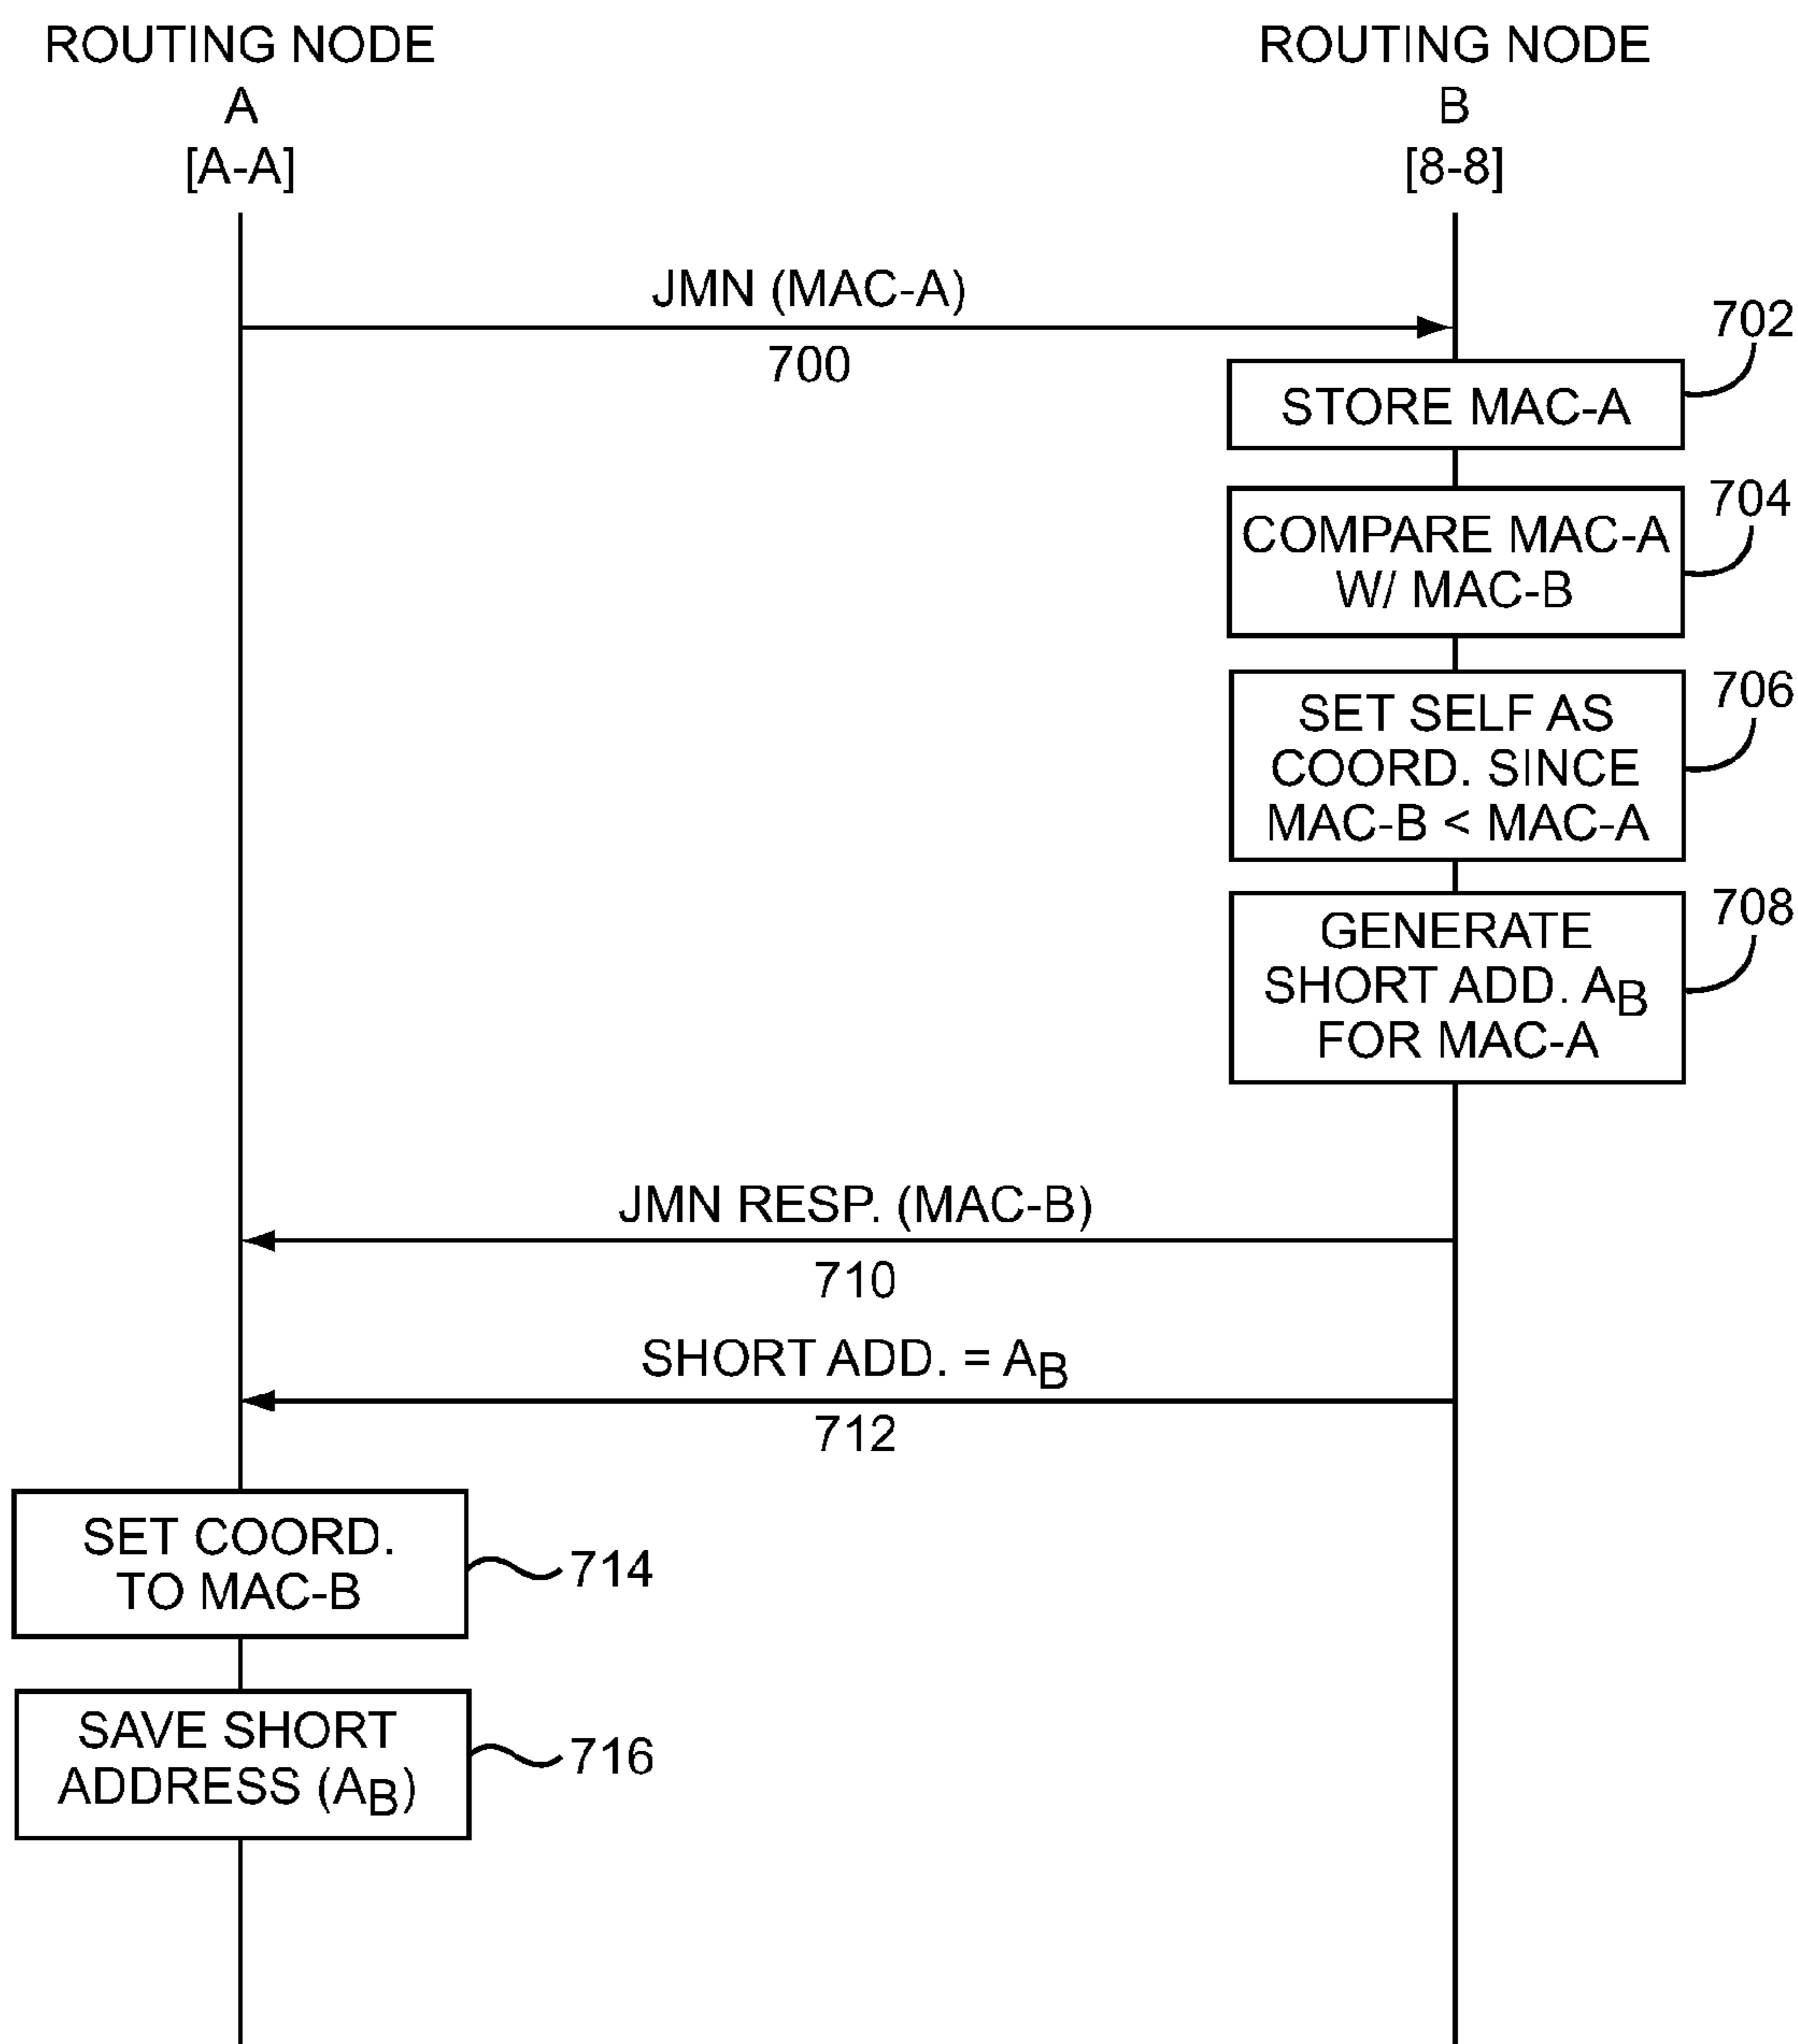 ROUTING NODE
A
[A-A]
ROUTING NODE
B
[8-8]
JMN (MAC-A)
700
702
STORE MAC-A
704
COMPARE MAC-A
W/ MAC-B
706
SET SELF AS
COORD. SINCE
MAC-B < MAC-A
708
GENERATE
SHORT ADD. AB
FOR MAC-A
JMN RESP. (MAC-B)
710
SHORT ADD. = AB
712
SET COORD.
TO MAC-B
714
SAVE SHORT
ADDRESS (AB)
716